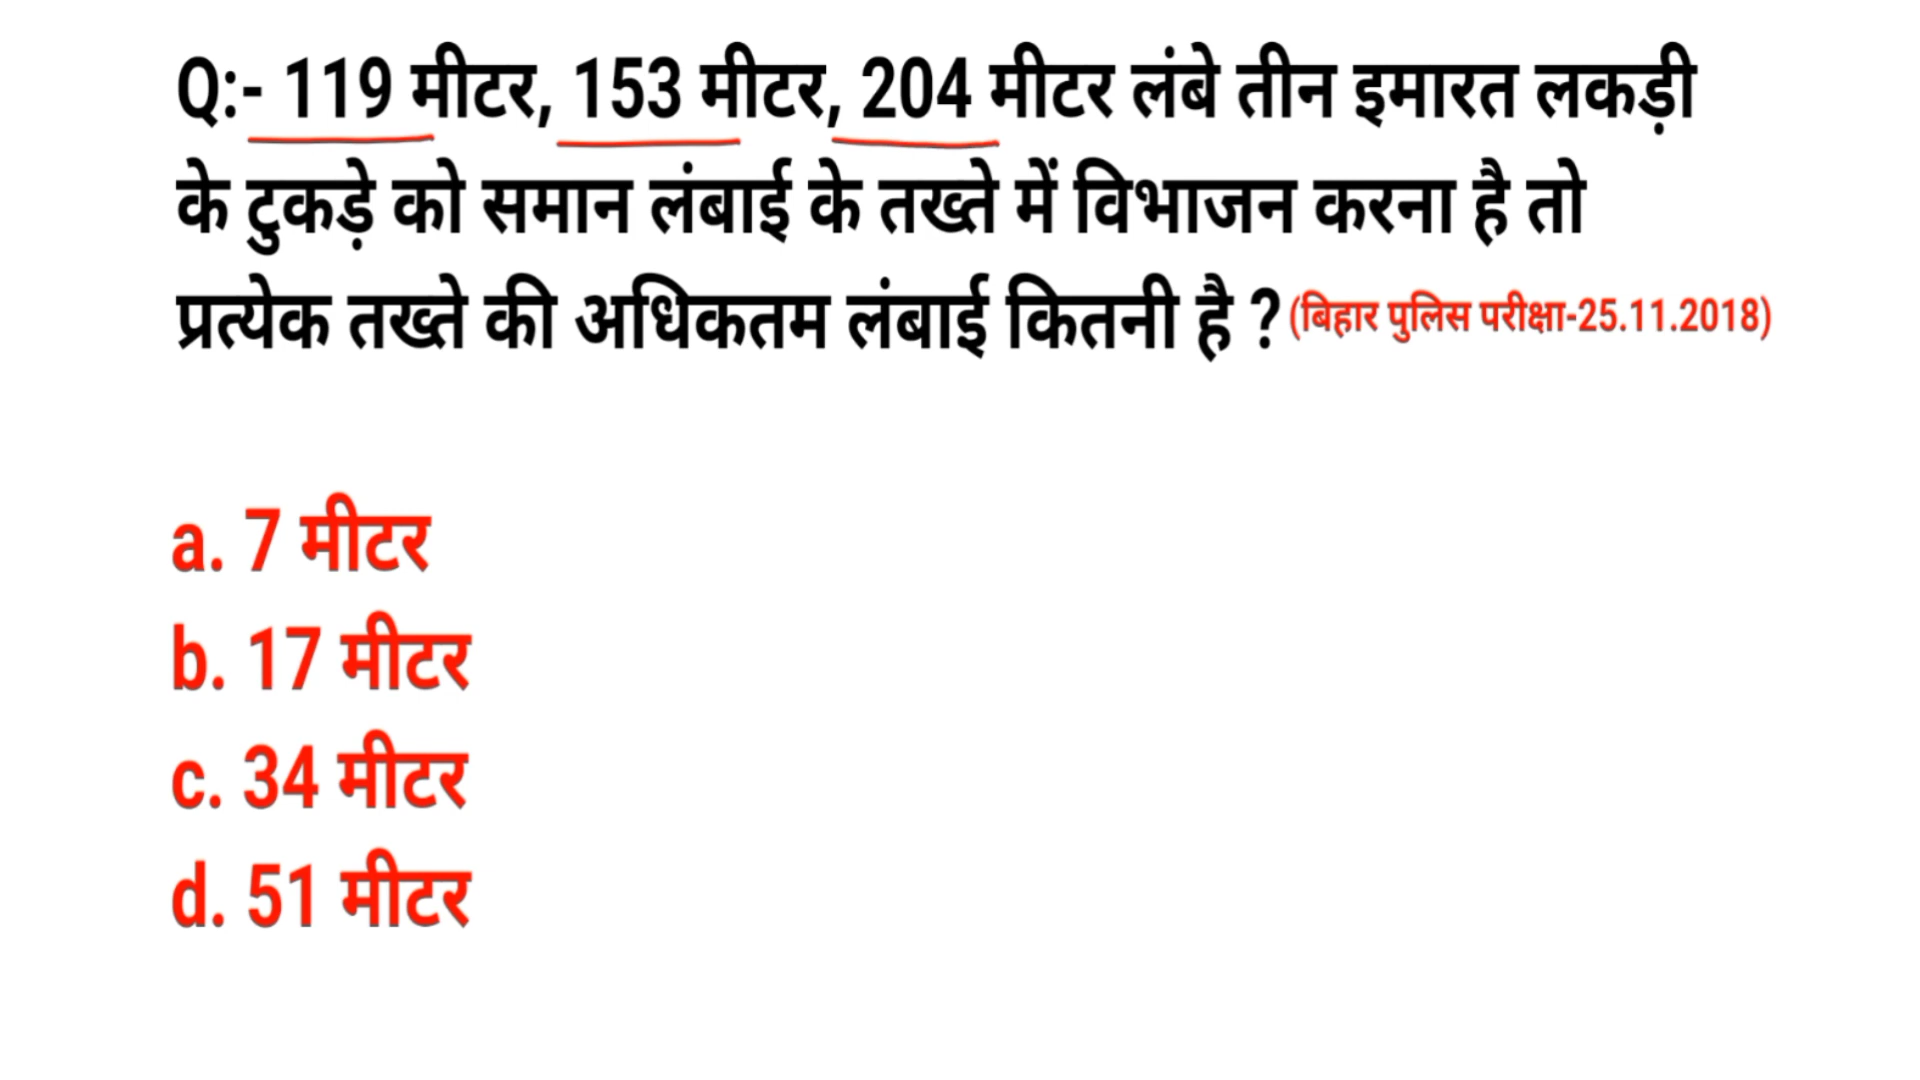 Q:- 119 मीटर, 153 मीटर, 204 मीटर लंबे तीन इमारत लकड़ी
के टुकड़े को समान लंबाई के तख्ते में विभाजन करना है तो
प्रत्येक तख्ते की अधिकतम लंबाई कितनी है ? (बिहार पुलिस परीक्षा-25.11.2018)
a. 7 मीटर
b. 17 मीटर
c. 34 मीटर
d. 51 मीटर